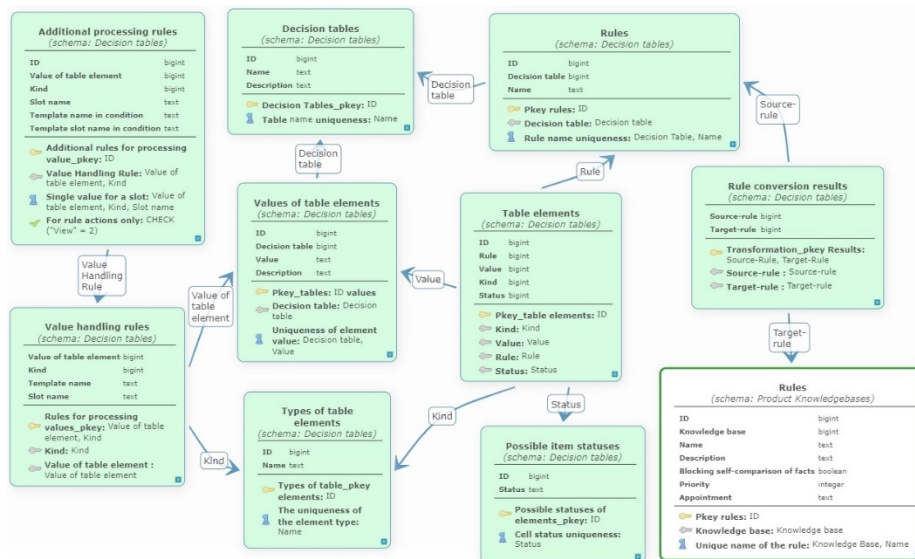 Additional processing rules
(schema: Decision tables)
ID bigint
Value of table element bigint
Kind bigint
Slot name text
Template name in condition text
Template slot name in condition text
Additional rules for processing
value_pkey: ID
Value Handling Rule: Value of
table element, Kind
Single value for a slot: Value of
table element, Kind, Slot name
For rule actions only: CHECK
("View" = 2)
Decision tables
(schema: Decision tables)
ID bigint
Name text
Description text
Decision Tables_pkey: ID
Table name uniqueness: Name
Decision
table
Rules
(schema: Decision tables)
ID bigint
Decision table bigint
Name text
Pkey rules: ID
Decision table: Decision table
Rule name uniqueness: Decision Table, Name
Source-
rule
Decision
table
Rule
Values of table elements
(schema: Decision tables)
ID bigint
Decision table bigint
Value text
Description text
Pkey_tables: ID values
Decision table: Decision
table
Uniqueness of element
value: Decision table,
Value
Value
Table elements
(schema: Decision tables)
ID bigint
Rule bigint
Value bigint
Kind bigint
Status bigint
Pkey_table elements: ID
Kind: Kind
Value: Value
Rule: Rule
Status: Status
Rule conversion results
(schema: Decision tables)
Source-rule bigint
Target-rule bigint
Transformation_pkey Results:
Source-Rule, Target-Rule
Source-rule : Source-rule
Target-rule : Target-rule
Value
Handling
Rule
Value of
table
element
Target-
rule
Value handling rules
(schema: Decision tables)
Value of table element bigint
Kind bigint
Template name text
Slot name text
Rules for processing
values_pkey: Value of table
element, Kind
Kind: Kind
Value of table element :
Value of table element
Kind
Types of table
elements
(schema: Decision tables)
ID bigint
Name text
Types of table_pkey
elements: ID
The uniqueness of
the element type:
Name
Kind
Status
Possible item statuses
(schema: Decision tables)
ID bigint
Status text
Possible statuses of
elements_pkey: ID
Cell status uniqueness:
Status
Rules
(schema: Product Knowledgebases)
ID bigint
Knowledge base bigint
Name text
Description text
Blocking self-comparison of facts boolean
Priority integer
Appointment text
Pkey rules: ID
Knowledge base: Knowledge base
Unique name of the rule: Knowledge Base, Name